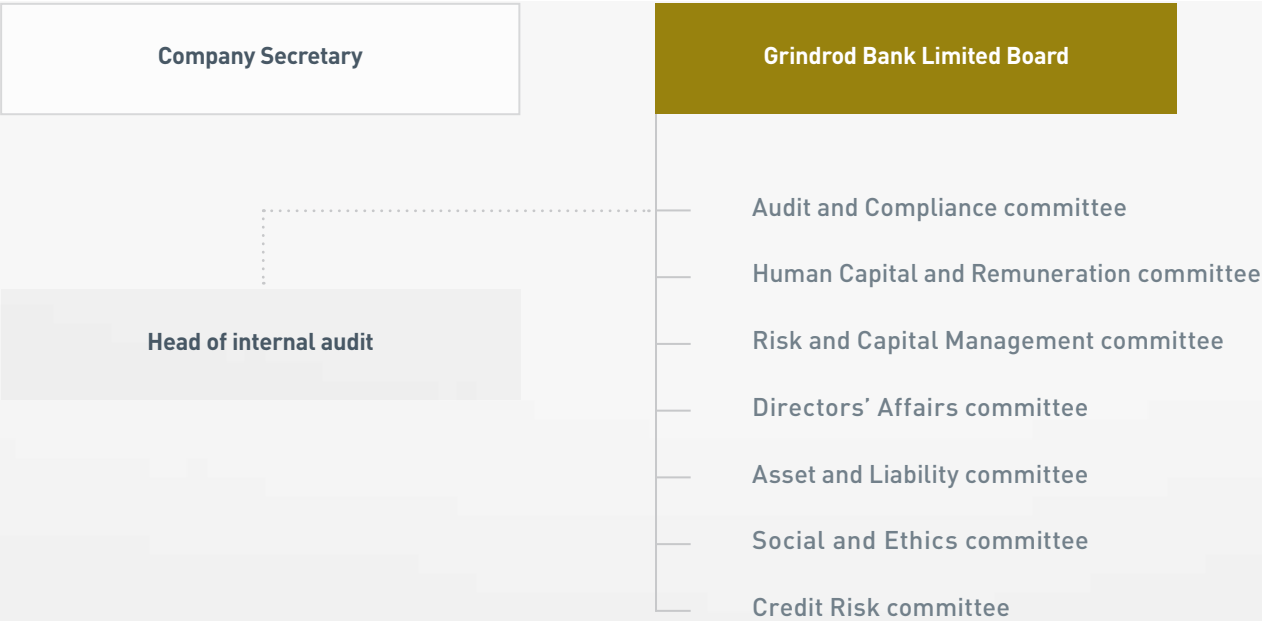 Company Secretary
Grindrod Bank Limited Board
Audit and Compliance committee
Human Capital and Remuneration committee
Head of internal audit
Risk and Capital Management committee
Directors’ Affairs committee
Asset and Liability committee
Social and Ethics committee
Credit Risk committee